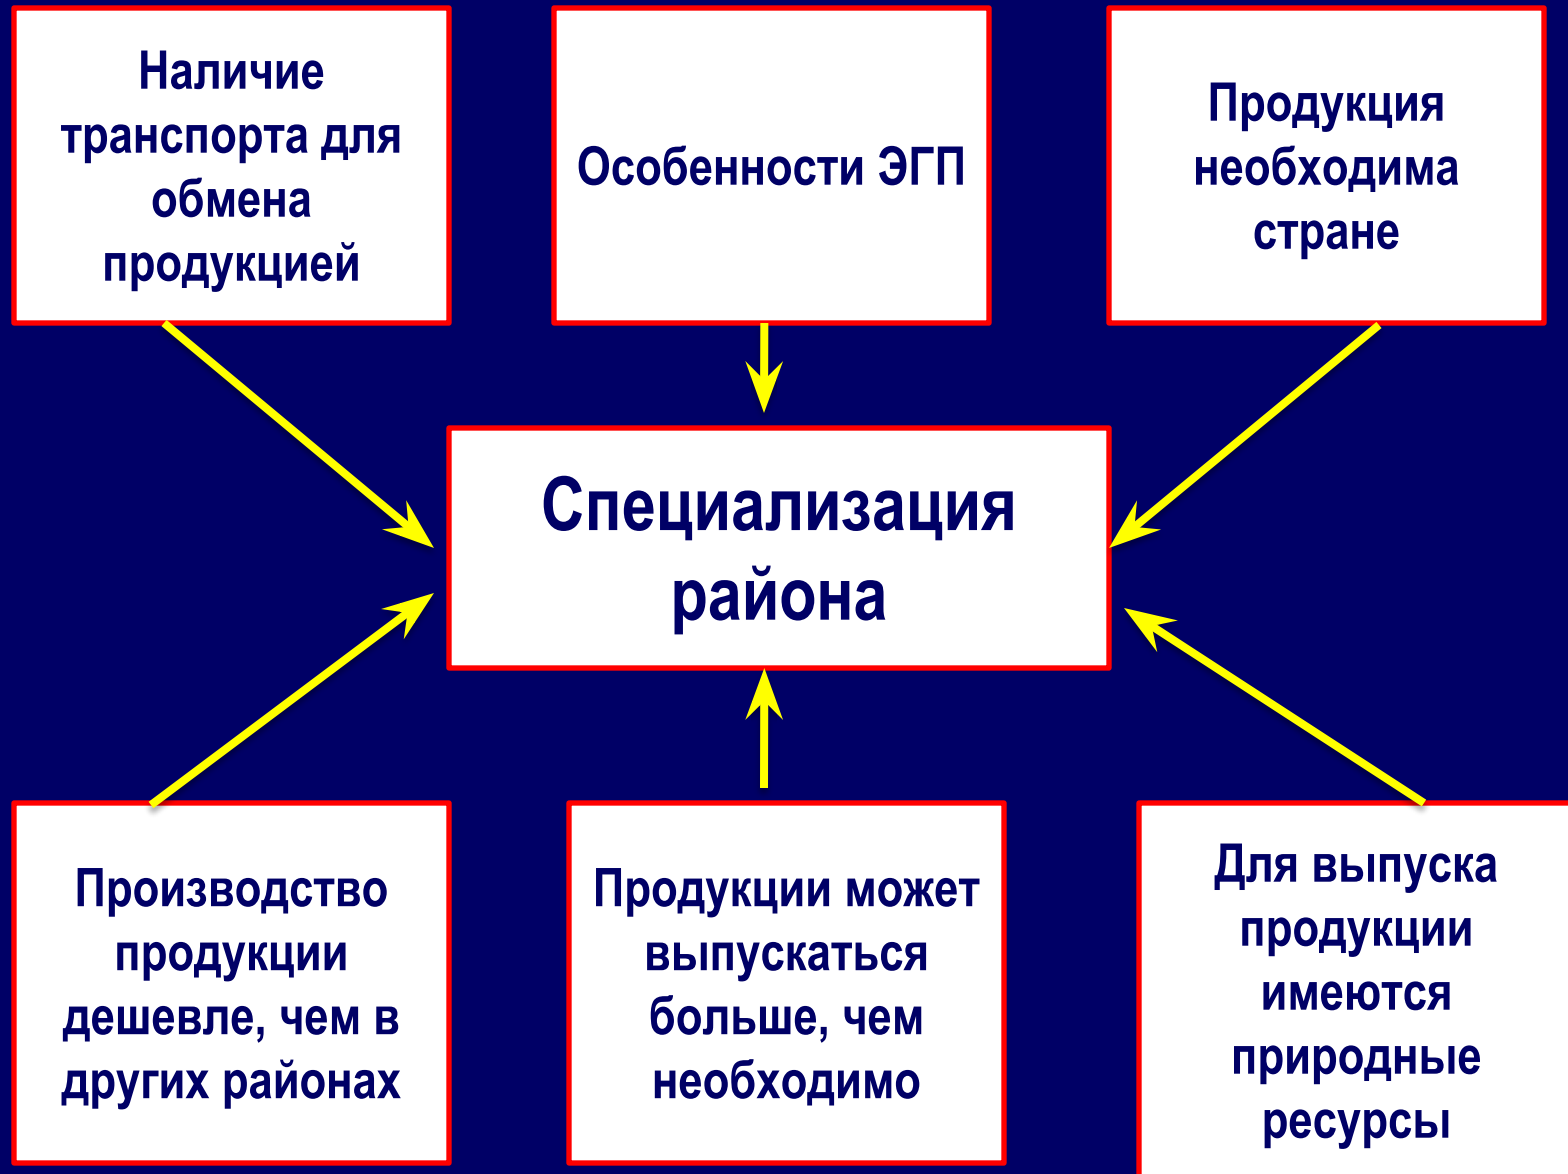 Наличие
транспорта для
обмена
продукцией
Особенности ЭГП
Продукция
необходима
стране
Специализация
района
Производство
продукции
дешевле, чем в
других районах
Продукции может
выпускаться
больше, чем
необходимо
Для выпуска
продукции
имеются
природные
ресурсы